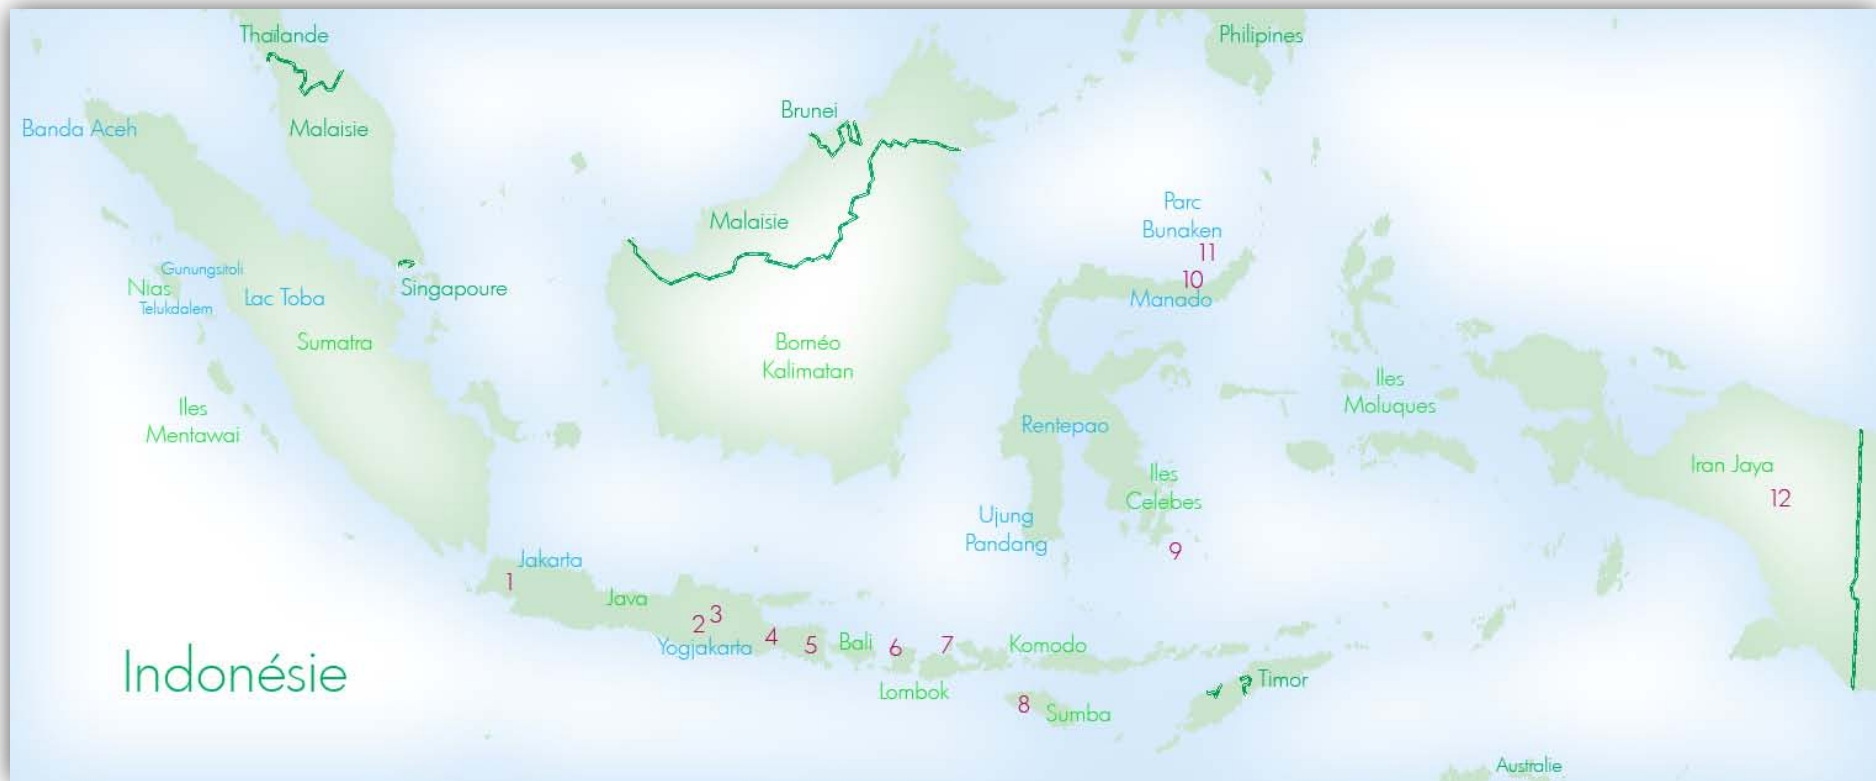 Thaïlande
Philipines
Brunei
Banda Aceh
Malaisie
Parc
Bunaken
Malaisie
11
Gunungsitoli
10
Nias
Lac Toba
Singapoure
Manado
Telukdalem
Sumatra
Bornéo
Kalimatan
Iles
Moluques
Iles
Mentawai
Rentepao
Iran Jaya
12
Iles
Celebes
Ujung
Pandang
9
Jakarta
1
Java
2
3
4
5
Bali
6
7
Komodo
Yogjakarta
Indonésie
Lombok
Timor
8
Sumba
Australie